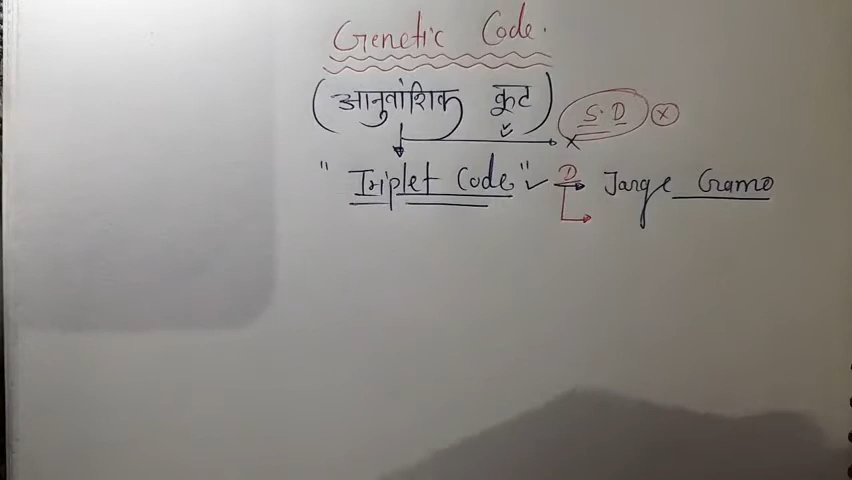 Genetic Code.
(आनुवांशिक कूट) S.D x
" Triplet Code " D Jarge Gamo